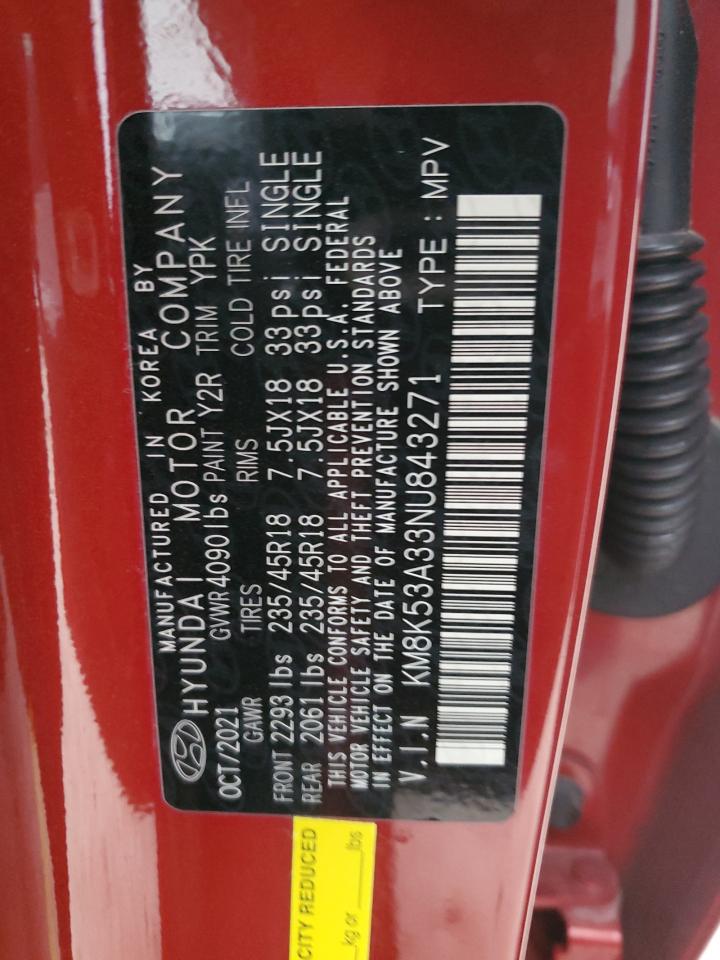 MANUFACTURED IN KOREA BY
HYUNDAI MOTOR COMPANY
OCT/2021 GVWR4090lbs PAINT Y2R TRIM YPK
GAWR TIRES RIMS COLD TIRE INFL
FRONT 2293 lbs 235/45R18 7.5JX18 33psi SINGLE
REAR 2061 lbs 235/45R18 7.5JX18 33psi SINGLE
THIS VEHICLE CONFORMS TO ALL APPLICABLE U.S.A. FEDERAL
MOTOR VEHICLE SAFETY AND THEFT PREVENTION STANDARDS
IN EFFECT ON THE DATE OF MANUFACTURE SHOWN ABOVE
V.I.N KM8K53A33NU843271 TYPE : MPV
CITY REDUCED
kg or lbs